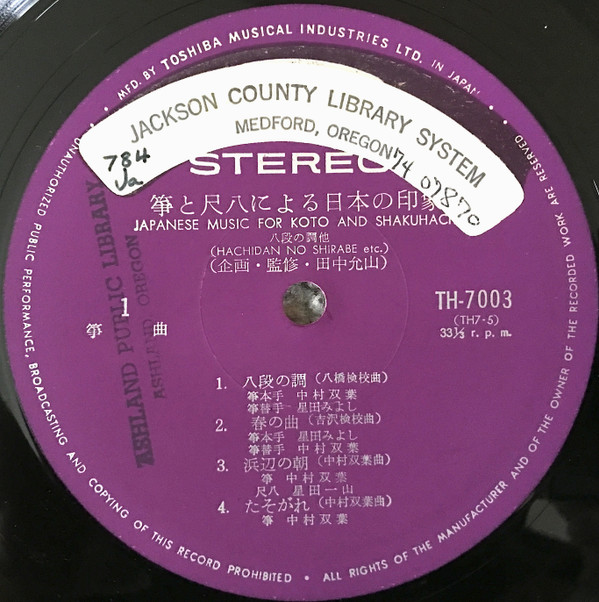 • MFD. BY TOSHIBA MUSICAL INDUSTRIES LTD. IN JAPAN •
JACKSON COUNTY LIBRARY SYSTEM
MEDFORD, OREGON
784
Ja
74 07870
STEREO
箏と尺八による日本の印象
JAPANESE MUSIC FOR KOTO AND SHAKUHACHI
八段の調他
(HACHIDAN NO SHIRABE etc.)
(企画・監修・田中允山)
1
箏 曲
TH-7003
(TH7・5)
33⅓ r. p. m.
1. 八段の調 (八橋検校曲)
箏本手 中村双葉
箏替手 星田みよし
2. 春の曲 (吉沢検校曲)
箏本手 星田みよし
箏替手 中村双葉
3. 浜辺の朝 (中村双葉曲)
箏 中村双葉
尺八 星田一山
4. たそがれ (中村双葉曲)
箏 中村双葉
ASHLAND PUBLIC LIBRARY
ASHLAND, OREGON
UNAUTHORIZED PUBLIC PERFORMANCE, BROADCASTING AND COPYING OF THIS RECORD PROHIBITED • ALL RIGHTS OF THE MANUFACTURER AND OF THE OWNER OF THE RECORDED WORK ARE RESERVED